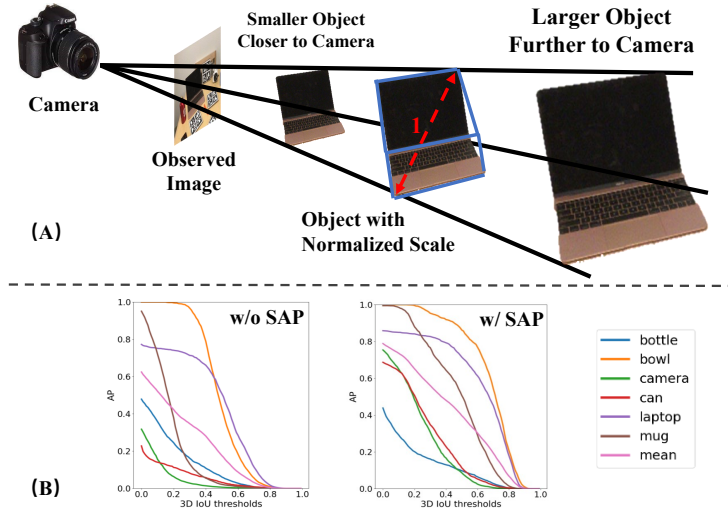 Smaller Object
Closer to Camera
Larger Object
Further to Camera
Camera
1
Observed
Image
Object with
Normalized Scale
(A)
w/o SAP
w/ SAP
1.0
0.8
0.6
0.4
0.2
0.0
AP
0.0 0.2 0.4 0.6 0.8 1.0
3D IoU thresholds
1.0
0.8
0.6
0.4
0.2
0.0
AP
0.0 0.2 0.4 0.6 0.8 1.0
3D IoU thresholds
bottle
bowl
camera
can
laptop
mug
mean
(B)